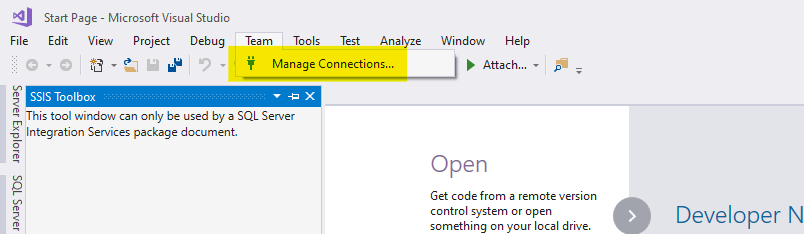 Start Page - Microsoft Visual Studio
File Edit View Project Debug Team Tools Test Analyze Window Help
Manage Connections...
Attach...
Server Explorer
SQL Server
SSIS Toolbox
This tool window can only be used by a SQL Server
Integration Services package document.
Open
Get code from a remote version
control system or open
something on your local drive.
Developer N